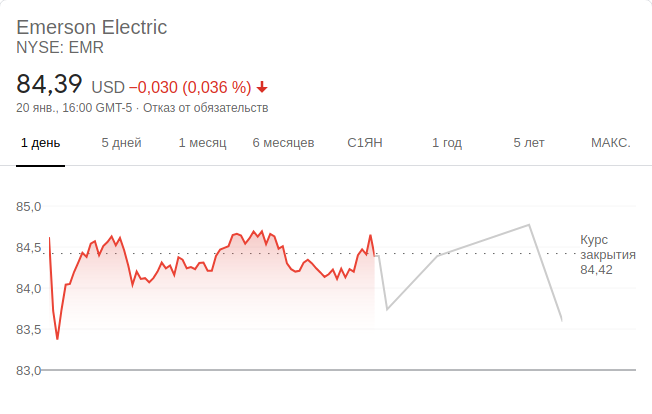 Emerson Electric
NYSE: EMR
84,39 USD −0,030 (0,036 %)
20 янв., 16:00 GMT-5 · Отказ от обязательств
1 день 5 дней 1 месяц 6 месяцев С1ЯН 1 год 5 лет МАКС.
85,0
84,5
84,0
83,5
83,0
Курс
закрытия
84,42